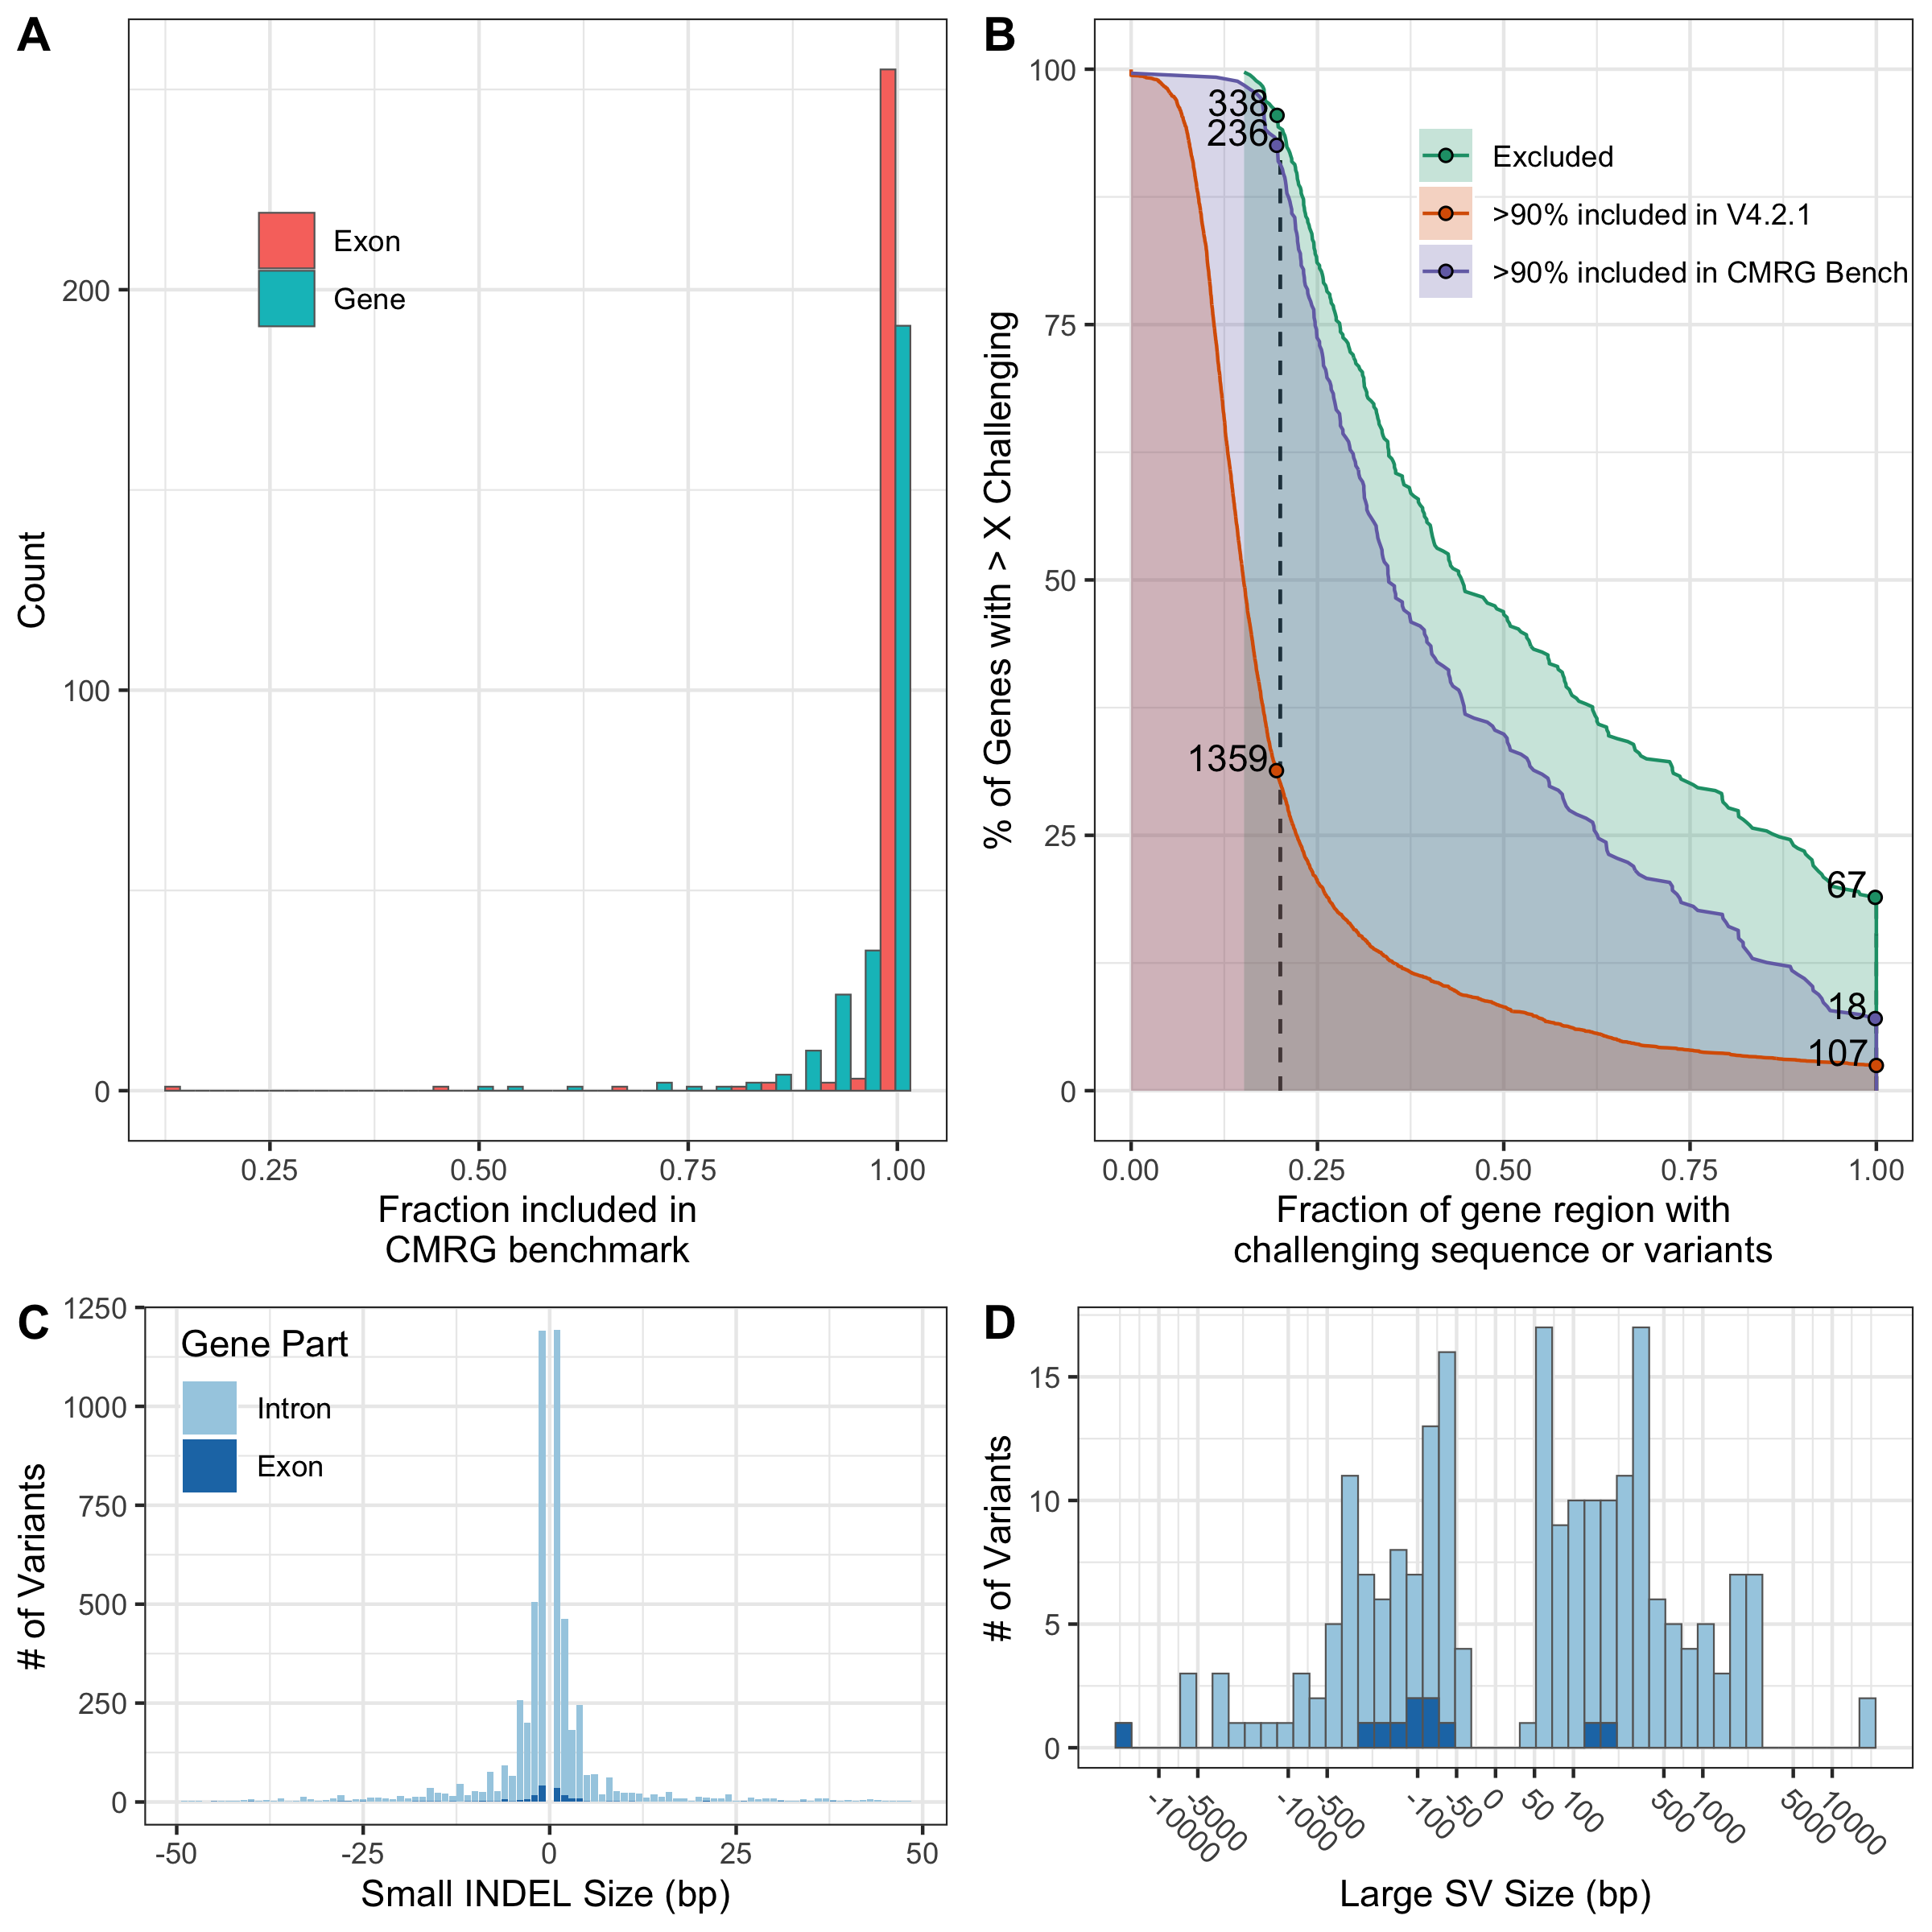 A
Count
200
100
0
Exon
Gene
0.25 0.50 0.75 1.00
Fraction included in
CMRG benchmark
B
% of Genes with > X Challenging
100
75
50
25
0
338
236
1359
67
18
107
Excluded
>90% included in V4.2.1
>90% included in CMRG Bench
0.00 0.25 0.50 0.75 1.00
Fraction of gene region with
challenging sequence or variants
C
# of Variants
1250
1000
750
500
250
0
Gene Part
Intron
Exon
-50 -25 0 25 50
Small INDEL Size (bp)
D
# of Variants
15
10
5
0
-10000 -5000 -1000 -500 -100 -50 0 50 100 500 1000 5000 10000
Large SV Size (bp)